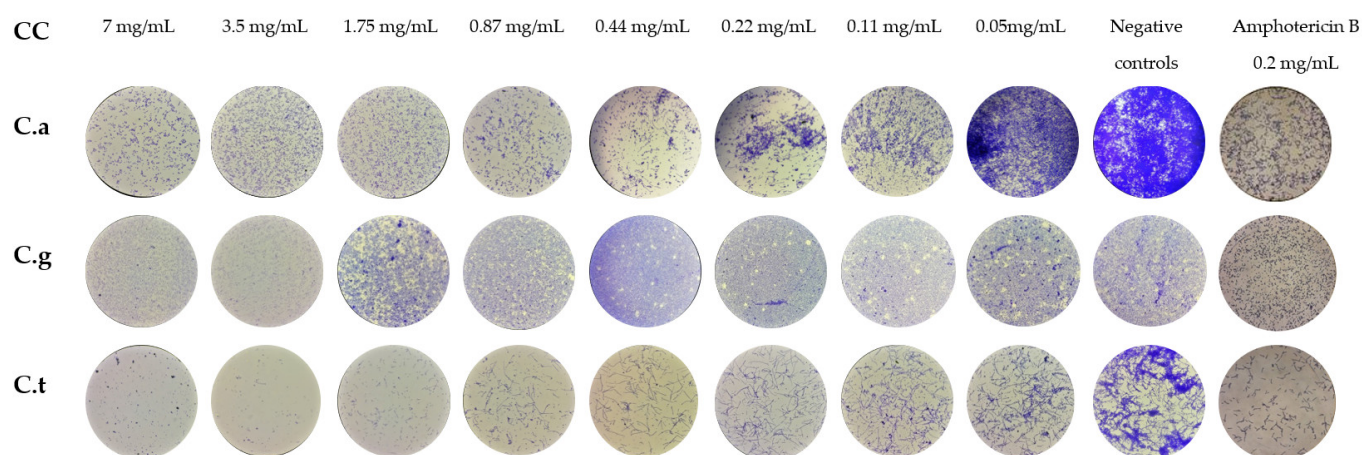 CC 7 mg/mL 3.5 mg/mL 1.75 mg/mL 0.87 mg/mL 0.44 mg/mL 0.22 mg/mL 0.11 mg/mL 0.05mg/mL Negative controls Amphotericin B 0.2 mg/mL
C.a
C.g
C.t